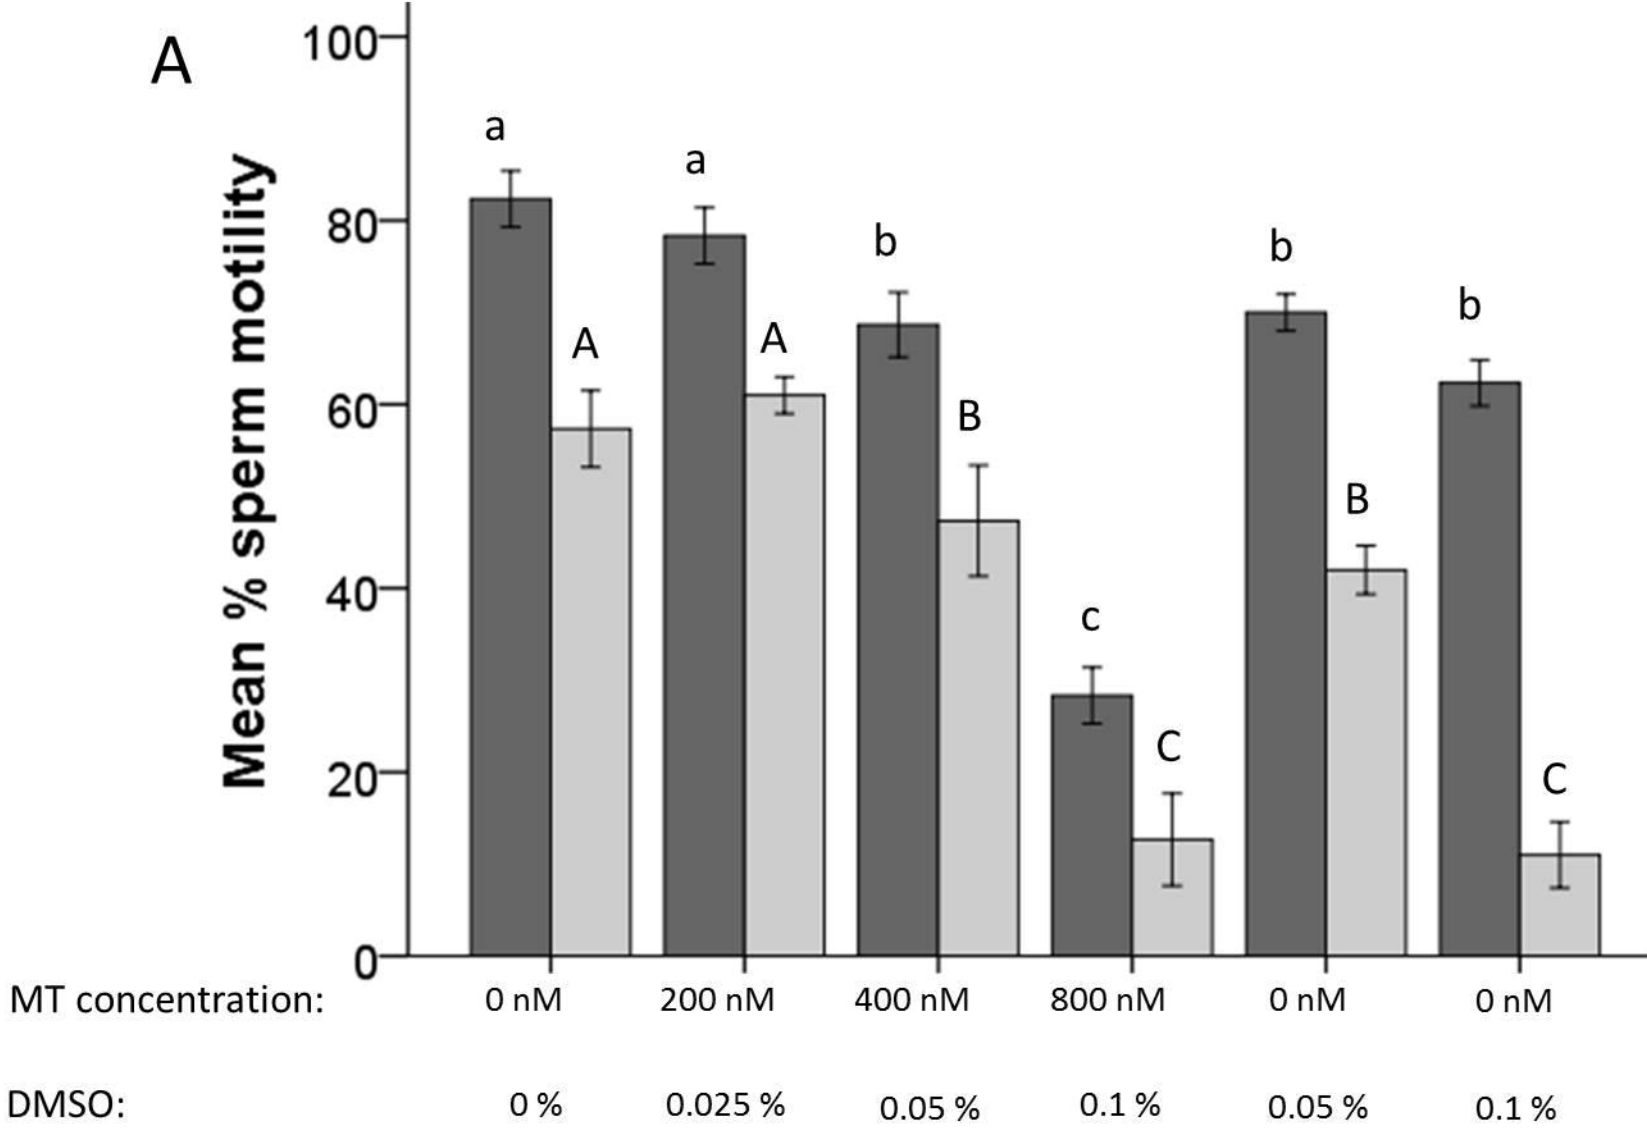 A
100
80
60
40
20
0
Mean % sperm motility
a
A
a
A
b
B
c
C
b
B
b
C
MT concentration: 0 nM 200 nM 400 nM 800 nM 0 nM 0 nM
DMSO: 0 % 0.025 % 0.05 % 0.1 % 0.05 % 0.1 %